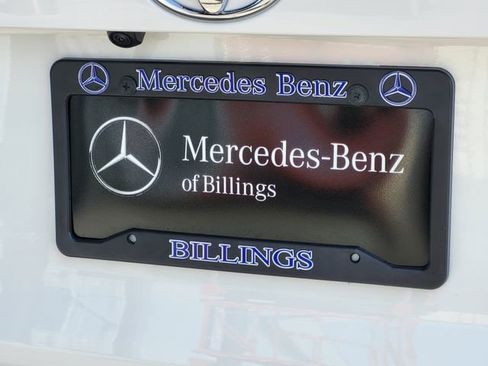 Mercedes Benz
Mercedes-Benz
of Billings
BILLINGS